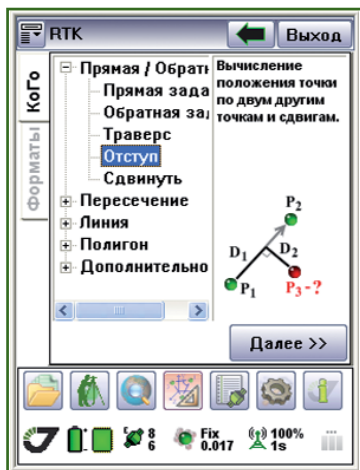 RTK
Выход
КоГо
Форматы
Прямая / Обратн
Прямая зада
Обратная за
Траверс
Отступ
Сдвинуть
Пересечение
Линия
Полигон
Дополнительно
Вычисление
положения точки
по двум другим
точкам и сдвигам.
P2
D1
D2
P1
P3-?
Далее >>
8
6
Fix
0.017
100%
1s